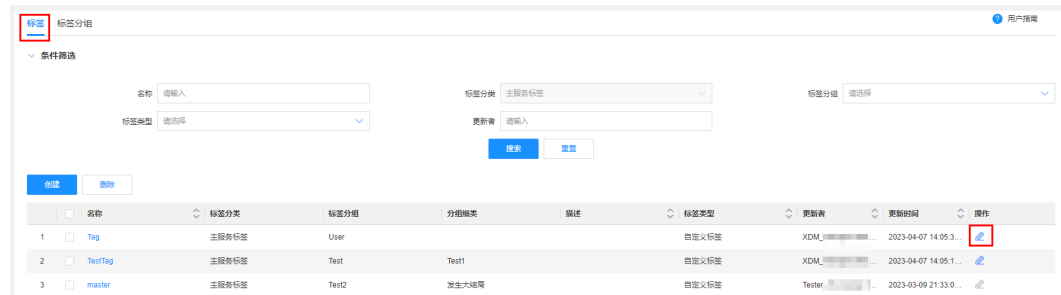 标签 标签分组 用户指南
条件筛选
名称 请输入 标签分类 主服务标签 标签分组 请选择
标签类型 请选择 更新者 请输入
搜索 重置
创建 删除
名称 标签分类 标签分组 分组细类 描述 标签类型 更新者 更新时间 操作
1 Tag 主服务标签 User 自定义标签 XDM_ ... 2023-04-07 14:05:3...
2 TestTag 主服务标签 Test Test1 自定义标签 XDM_ ... 2023-04-07 14:05:1...
3 master 主服务标签 Test2 发生大结局 自定义标签 Tester ... 2023-03-09 21:33:0...